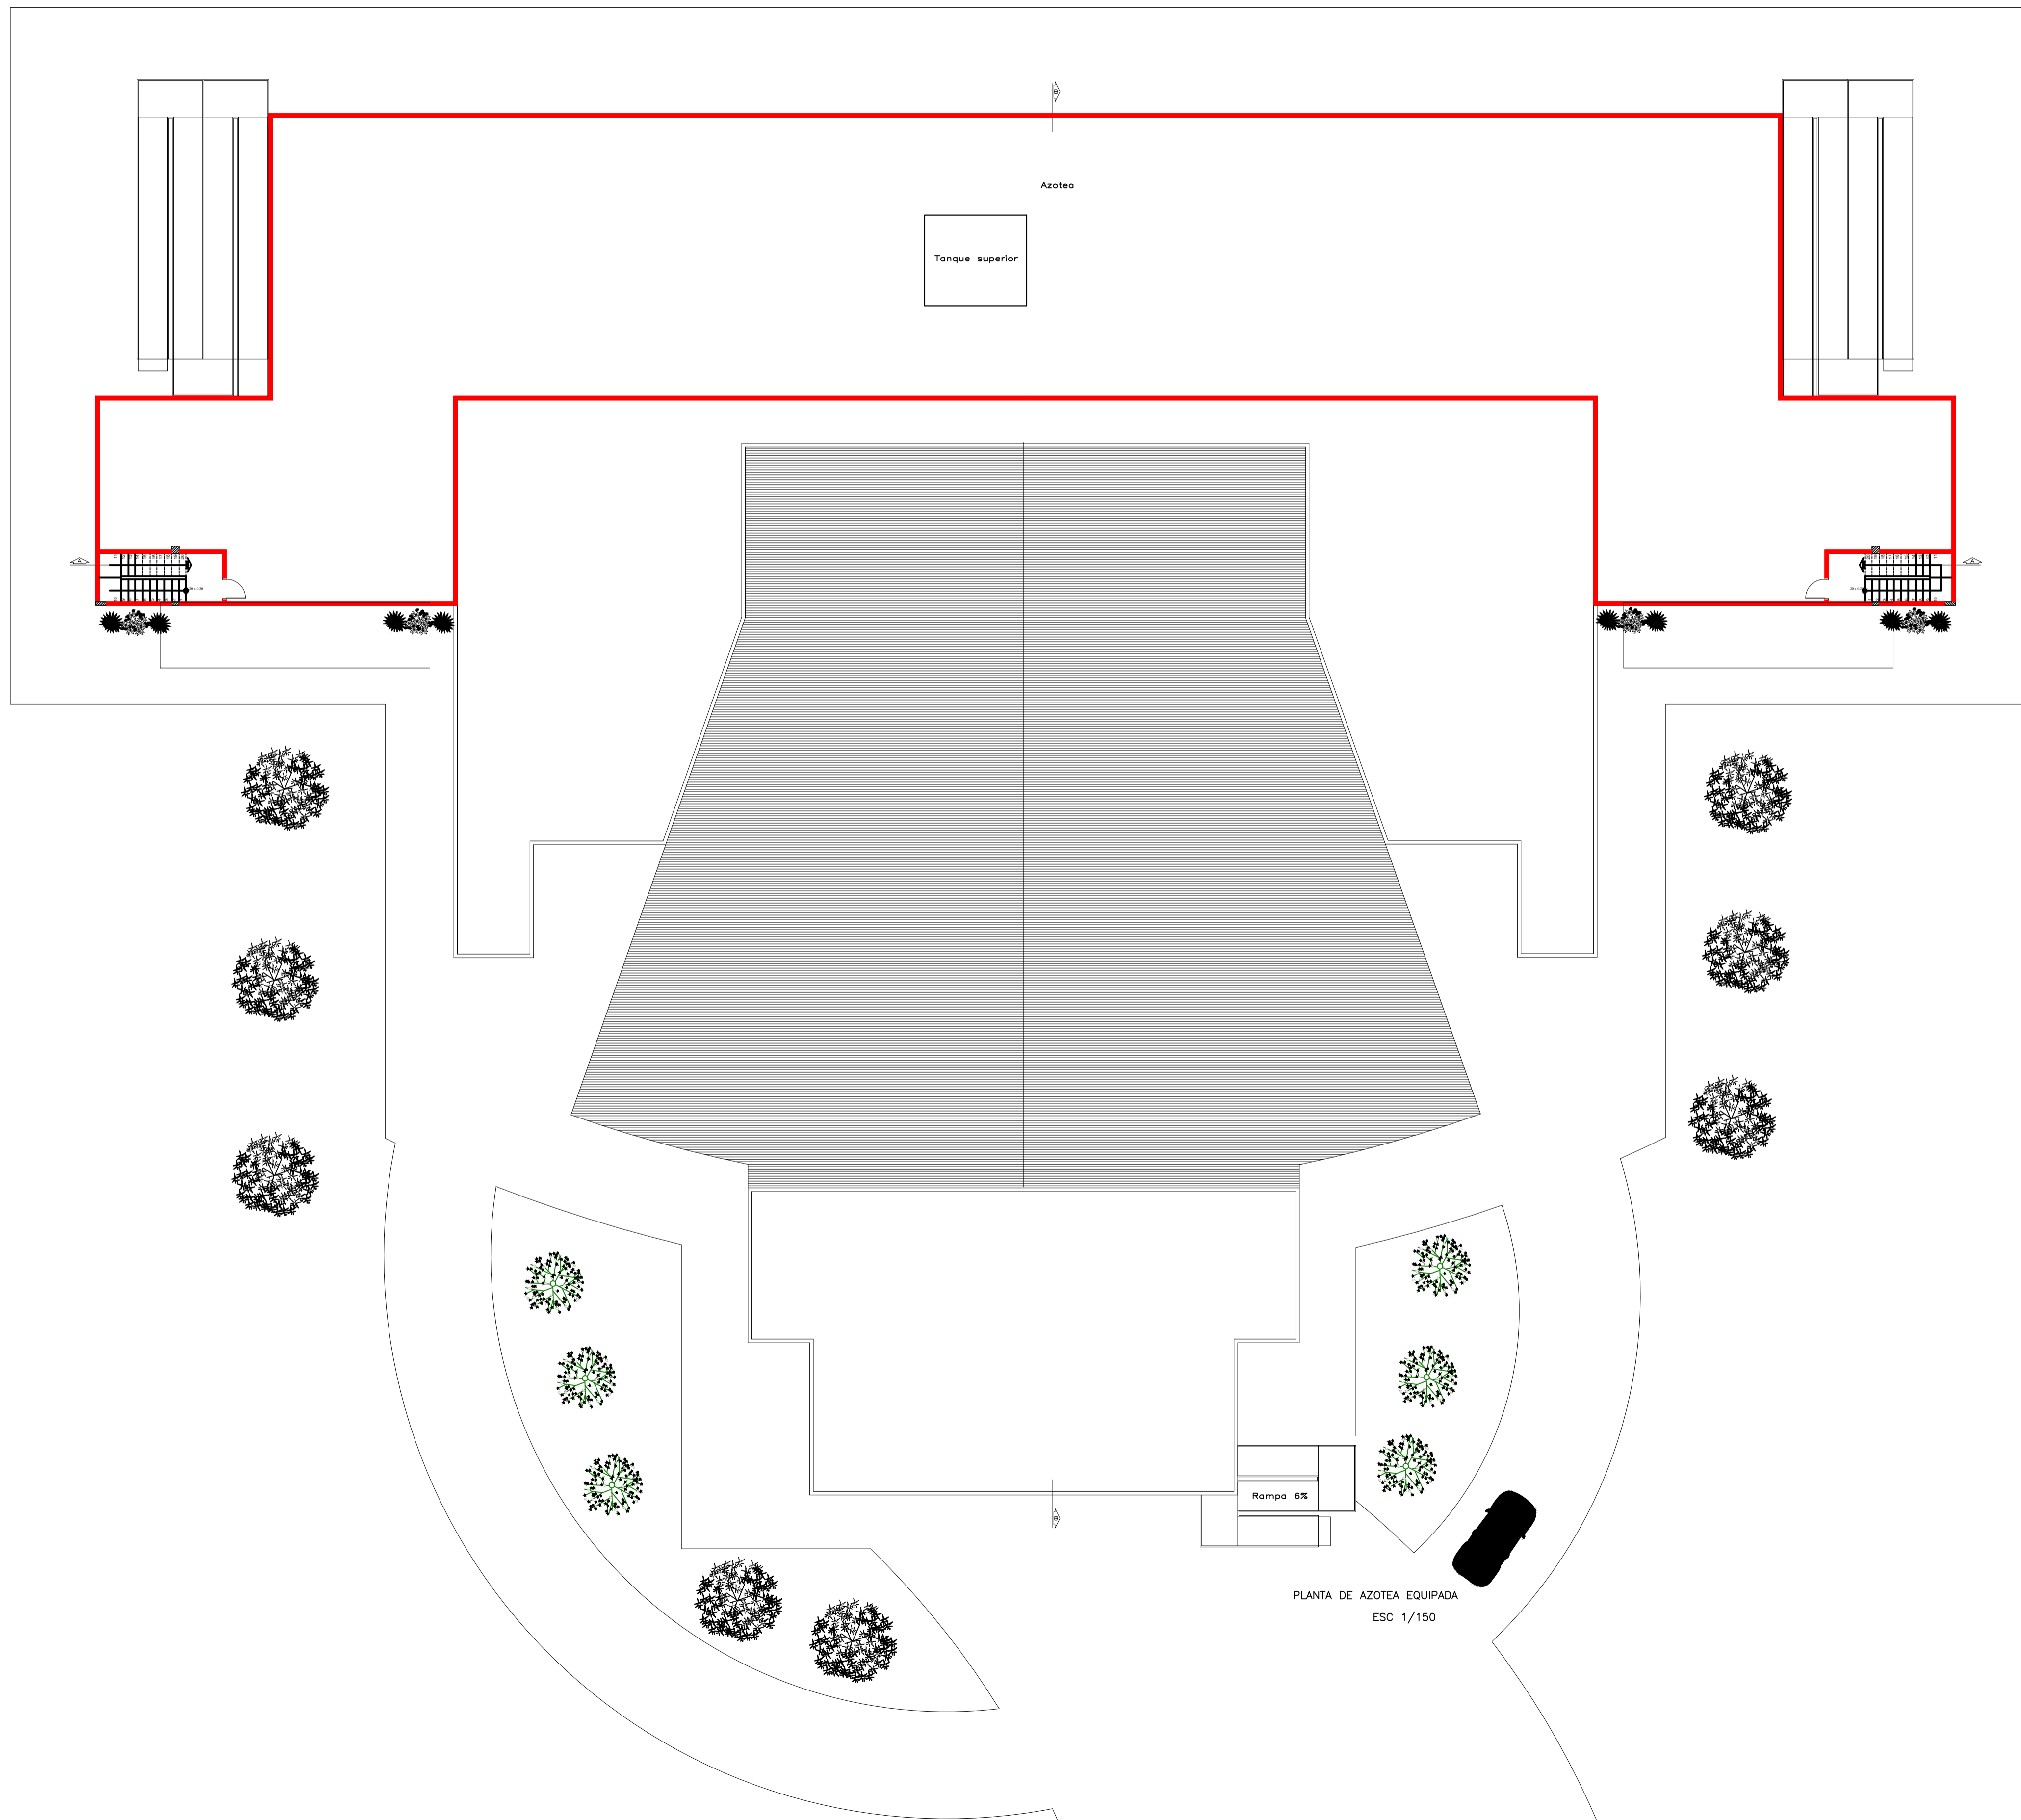 B
Azotea
Tanque superior
A
A
Rampa 6%
B
PLANTA DE AZOTEA EQUIPADA
ESC 1/150